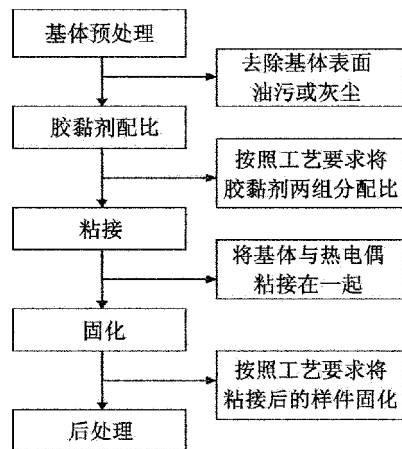 基体预处理
去除基体表面
油污或灰尘
胶黏剂配比
按照工艺要求将
胶黏剂两组分配比
粘接
将基体与热电偶
粘接在一起
固化
按照工艺要求将
粘接后的样件固化
后处理